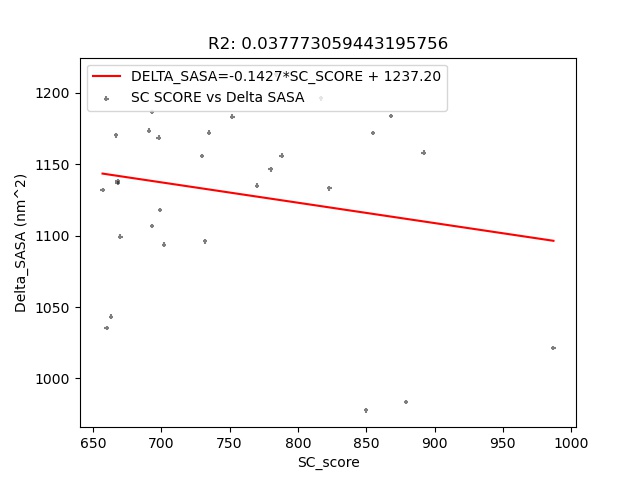 R2: 0.037773059443195756
DELTA_SASA=-0.1427*SC_SCORE + 1237.20
SC SCORE vs Delta SASA
Delta_SASA (nm^2)
1200
1150
1100
1050
1000
650 700 750 800 850 900 950 1000
SC_score